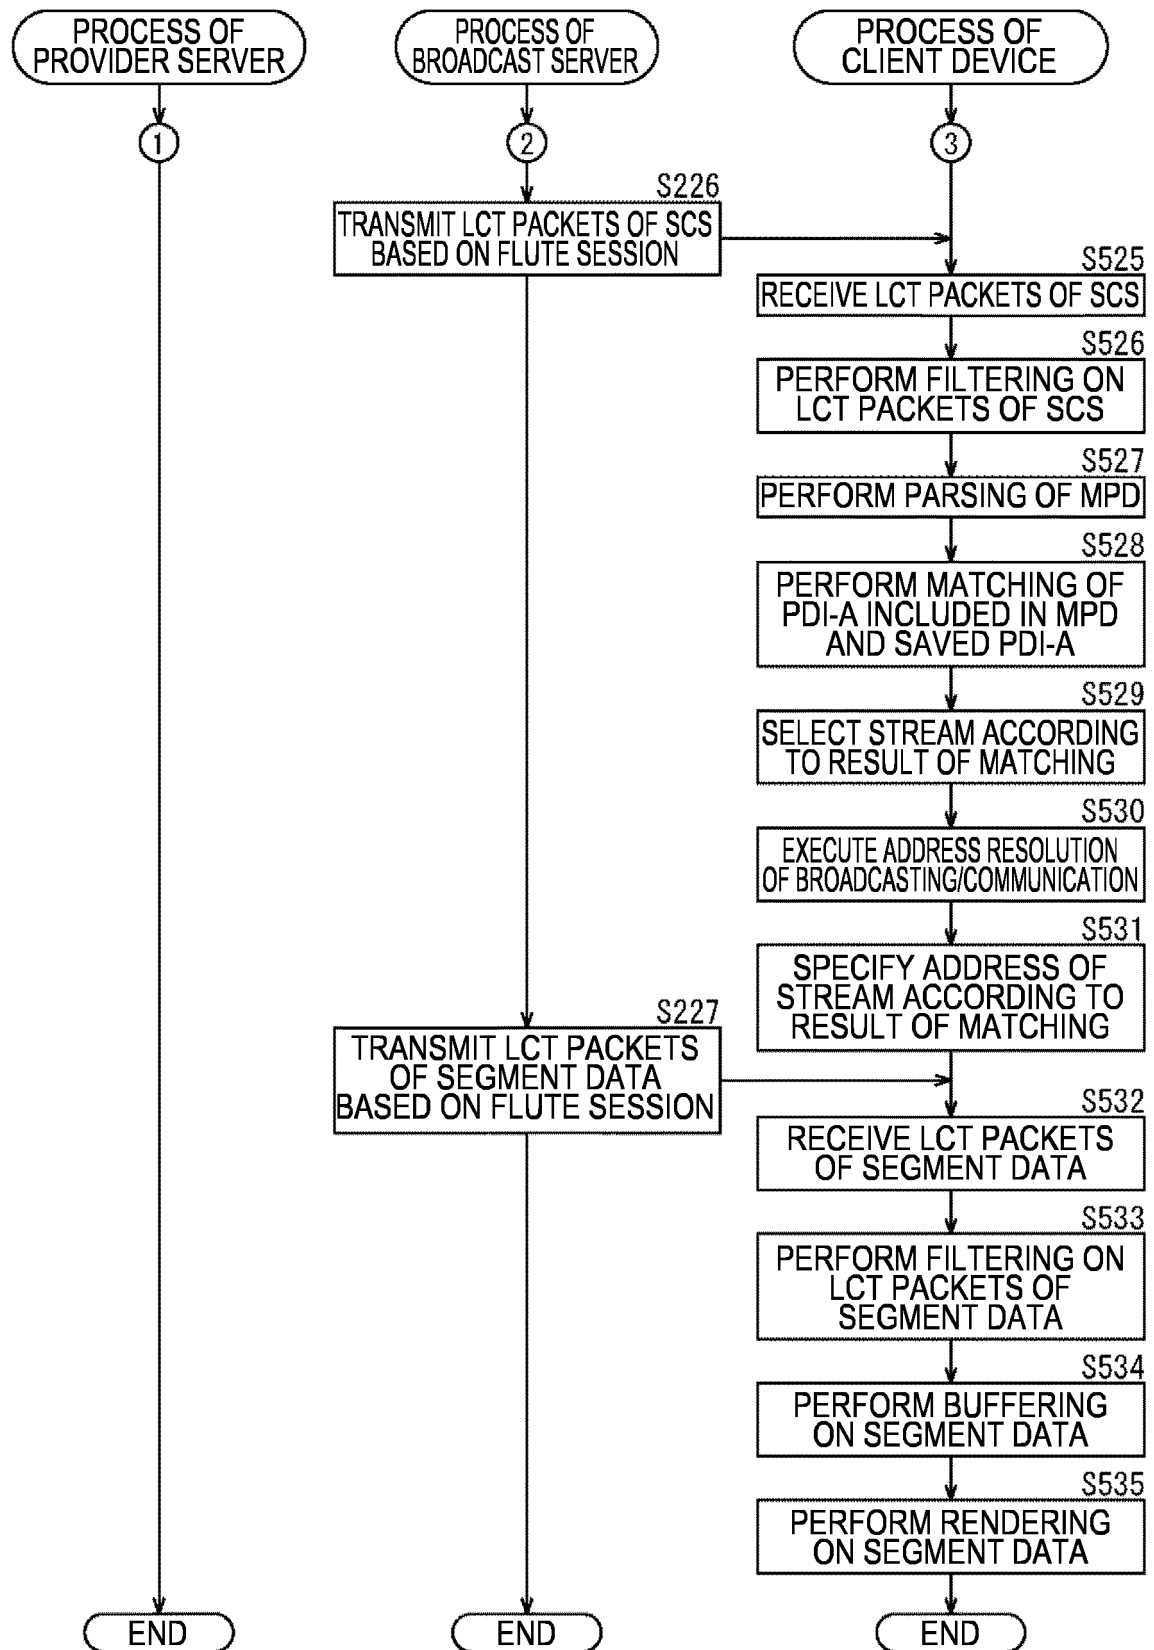 PROCESS OF
PROVIDER SERVER
PROCESS OF
BROADCAST SERVER
PROCESS OF
CLIENT DEVICE
1
2
3
S226
TRANSMIT LCT PACKETS OF SCS
BASED ON FLUTE SESSION
S525
RECEIVE LCT PACKETS OF SCS
S526
PERFORM FILTERING ON
LCT PACKETS OF SCS
S527
PERFORM PARSING OF MPD
S528
PERFORM MATCHING OF
PDI-A INCLUDED IN MPD
AND SAVED PDI-A
S529
SELECT STREAM ACCORDING
TO RESULT OF MATCHING
S530
EXECUTE ADDRESS RESOLUTION
OF BROADCASTING/COMMUNICATION
S531
SPECIFY ADDRESS OF
STREAM ACCORDING TO
RESULT OF MATCHING
S227
TRANSMIT LCT PACKETS
OF SEGMENT DATA
BASED ON FLUTE SESSION
S532
RECEIVE LCT PACKETS
OF SEGMENT DATA
S533
PERFORM FILTERING ON
LCT PACKETS OF
SEGMENT DATA
S534
PERFORM BUFFERING
ON SEGMENT DATA
S535
PERFORM RENDERING
ON SEGMENT DATA
END
END
END